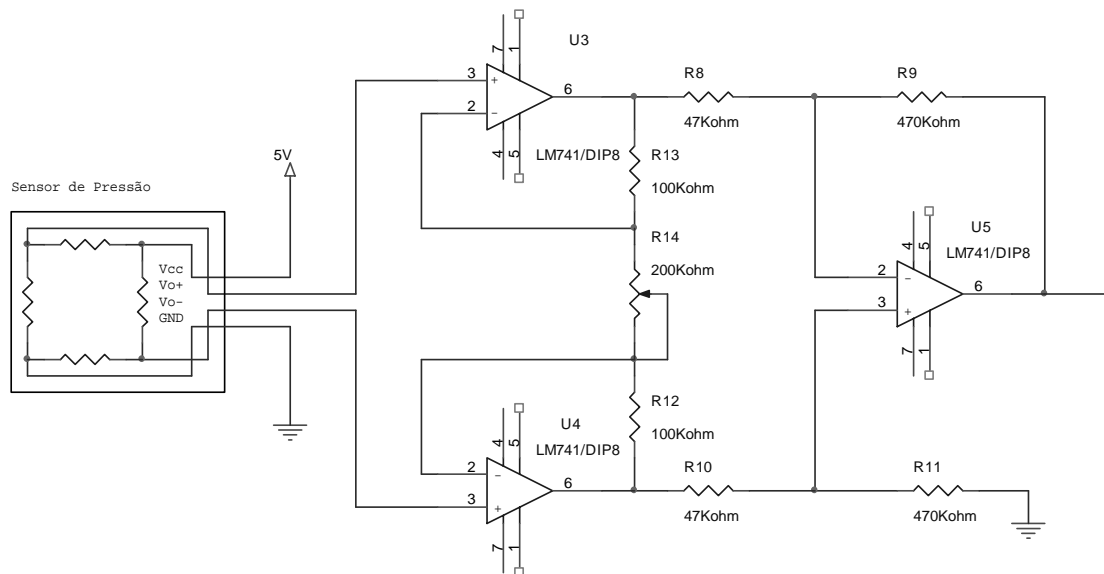 U3
7
1
3
+
6
2
−
4
5
LM741/DIP8
R8
47Kohm
R9
470Kohm
R13
100Kohm
5V
Sensor de Pressão
Vcc
Vo+
Vo-
GND
R14
200Kohm
U5
LM741/DIP8
4
5
2
−
6
3
+
7
1
R12
100Kohm
U4
LM741/DIP8
4
5
2
−
6
3
+
7
1
R10
47Kohm
R11
470Kohm